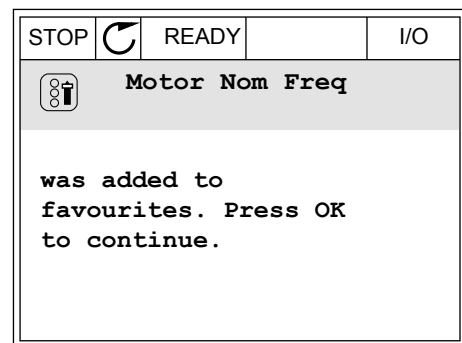 STOP READY I/O
Motor Nom Freq
was added to
favourites. Press OK
to continue.